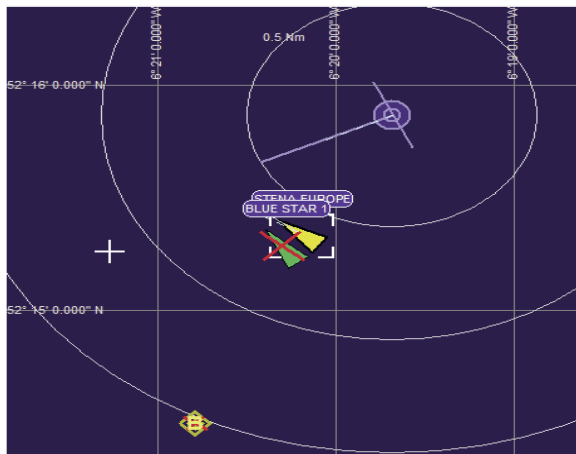 6° 21' 0.000" W
6° 20' 0.000" W
6° 19' 0.000" W
0.5 Nm
52° 16' 0.000" N
STENA EUROPE
BLUE STAR 1
52° 15' 0.000" N